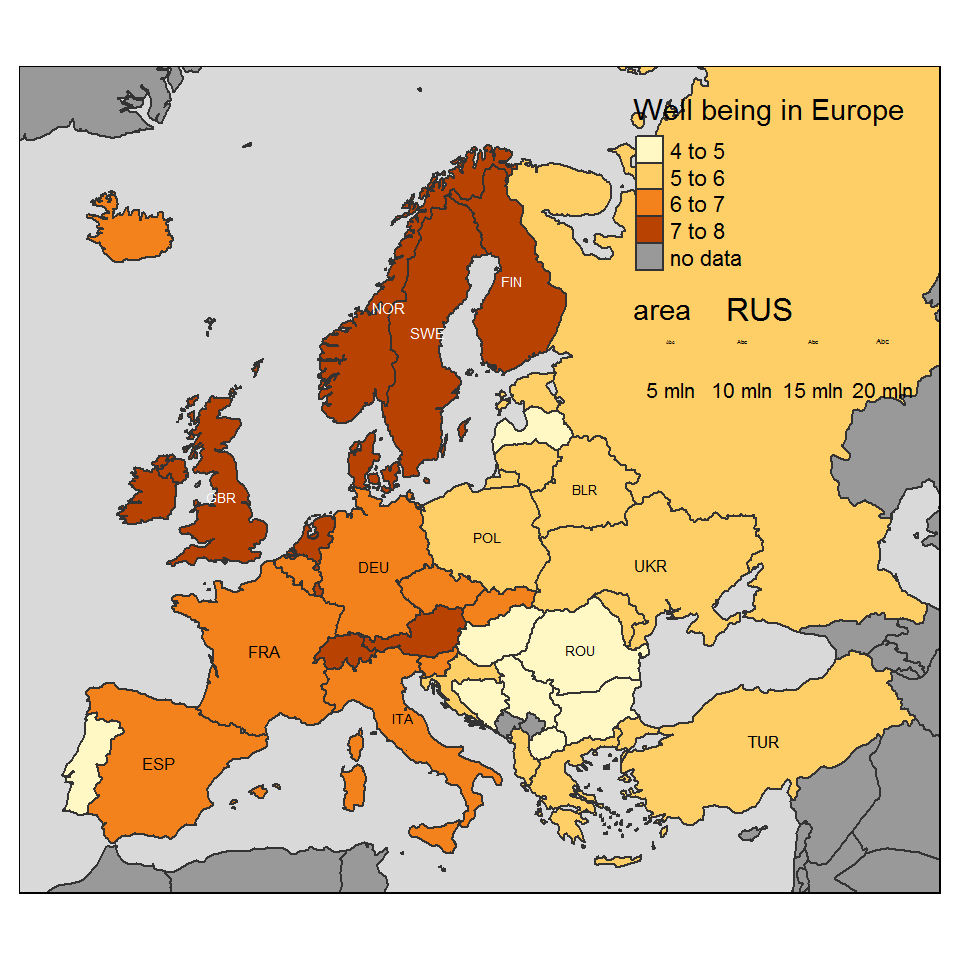 Well being in Europe
4 to 5
5 to 6
6 to 7
7 to 8
no data
area
RUS
Abc Abc Abc Abc
5 mln 10 mln 15 mln 20 mln
FIN
NOR
SWE
GBR
BLR
POL
DEU
UKR
FRA
ROU
ITA
TUR
ESP